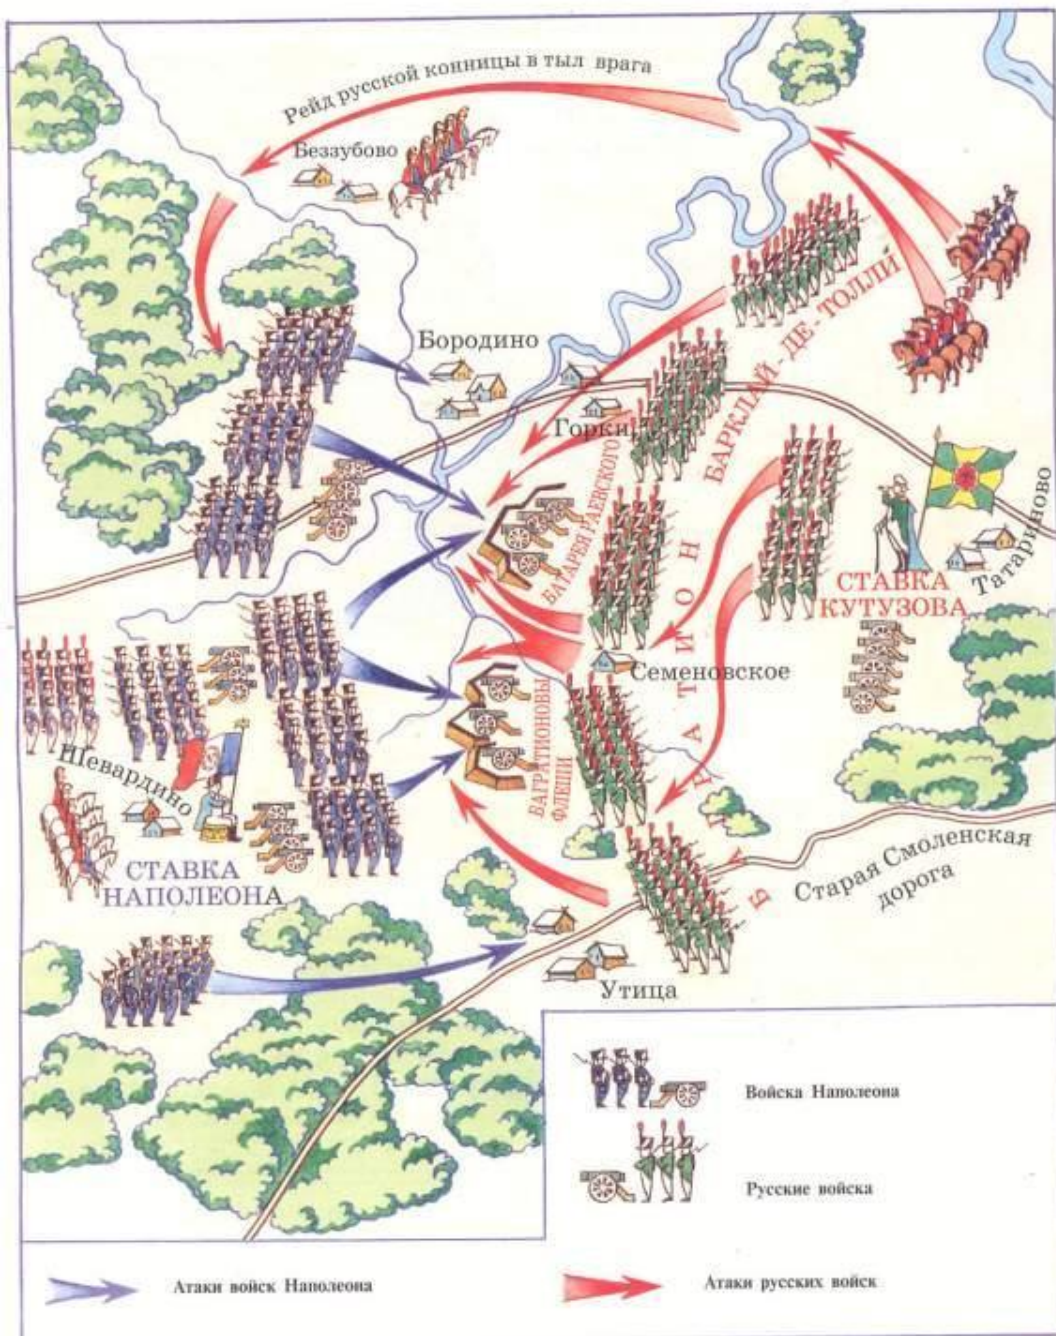 Рейд русской конницы в тыл врага
Беззубово
Бородино
Горки
БАРКЛАЙ-ДЕ-ТОЛЛИ
БАТАРЕЯ РАЕВСКОГО
Татариново
СТАВКА
КУТУЗОВА
Семеновское
БАГРАТИОН
БАГРАТИОНОВЫ
ФЛЕШИ
Шевардино
СТАВКА
НАПОЛЕОНА
Старая Смоленская
дорога
Утица
Войска Наполеона
Русские войска
Атаки войск Наполеона
Атаки русских войск